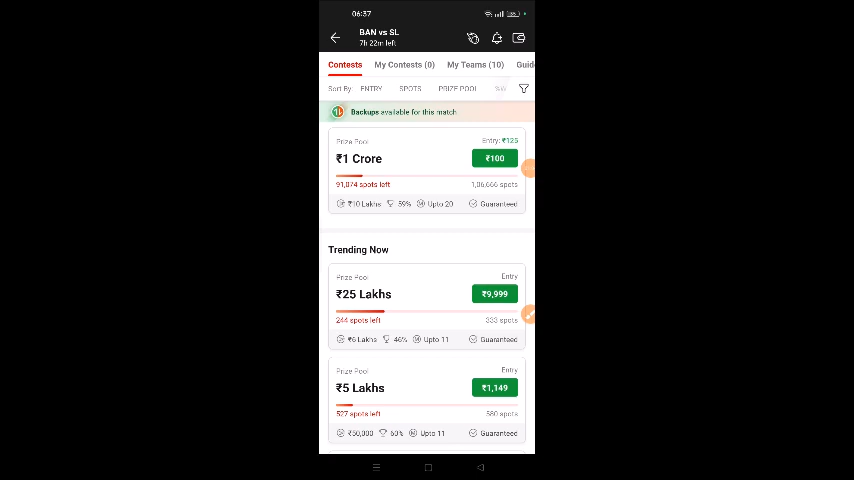 06:37
BAN vs SL
7h 22m left
Contests My Contests (0) My Teams (10) Guid
Sort By: ENTRY SPOTS PRIZE POOL
Backups available for this match
Prize Pool Entry: ₹125
₹1 Crore ₹100
91,074 spots left 1,06,666 spots
₹10 Lakhs 59% Upto 20 Guaranteed
Trending Now
Prize Pool Entry
₹25 Lakhs ₹9,999
244 spots left 333 spots
₹6 Lakhs 46% Upto 11 Guaranteed
Prize Pool Entry
₹5 Lakhs ₹1,149
527 spots left 580 spots
₹50,000 60% Upto 11 Guaranteed